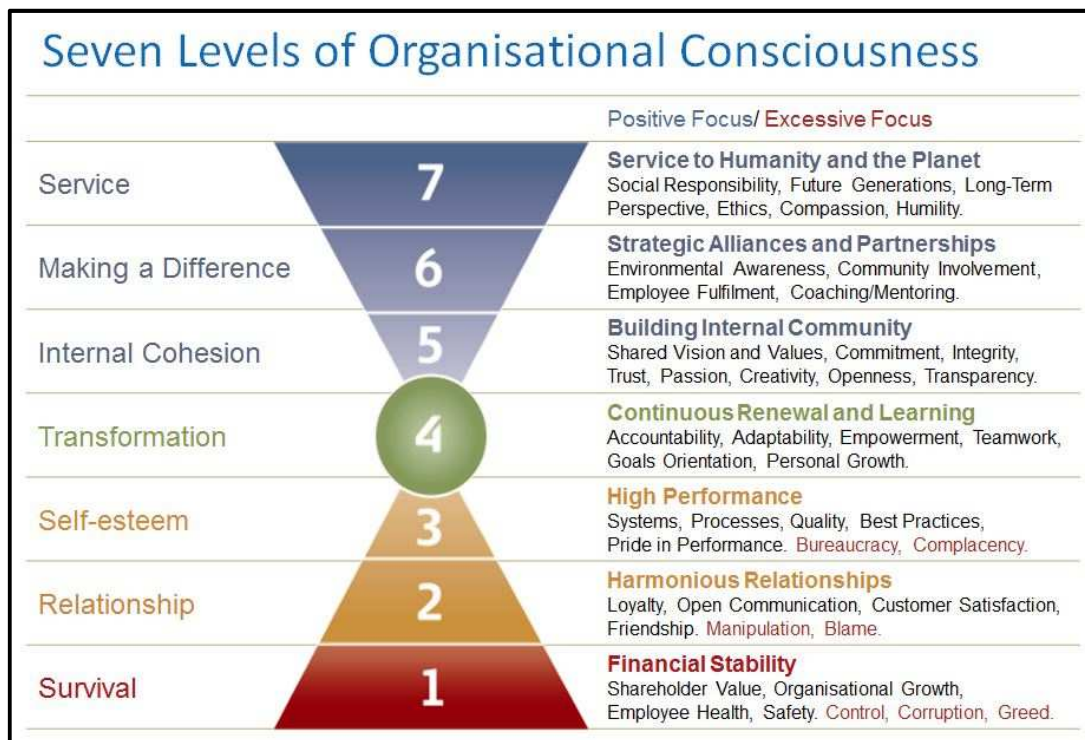 Seven Levels of Organisational Consciousness
Positive Focus/ Excessive Focus
Service
7
Service to Humanity and the Planet
Social Responsibility, Future Generations, Long-Term
Perspective, Ethics, Compassion, Humility.
Making a Difference
6
Strategic Alliances and Partnerships
Environmental Awareness, Community Involvement,
Employee Fulfilment, Coaching/Mentoring.
Internal Cohesion
5
Building Internal Community
Shared Vision and Values, Commitment, Integrity,
Trust, Passion, Creativity, Openness, Transparency.
Transformation
4
Continuous Renewal and Learning
Accountability, Adaptability, Empowerment, Teamwork,
Goals Orientation, Personal Growth.
Self-esteem
3
High Performance
Systems, Processes, Quality, Best Practices,
Pride in Performance. Bureaucracy, Complacency.
Relationship
2
Harmonious Relationships
Loyalty, Open Communication, Customer Satisfaction,
Friendship. Manipulation, Blame.
Survival
1
Financial Stability
Shareholder Value, Organisational Growth,
Employee Health, Safety. Control, Corruption, Greed.